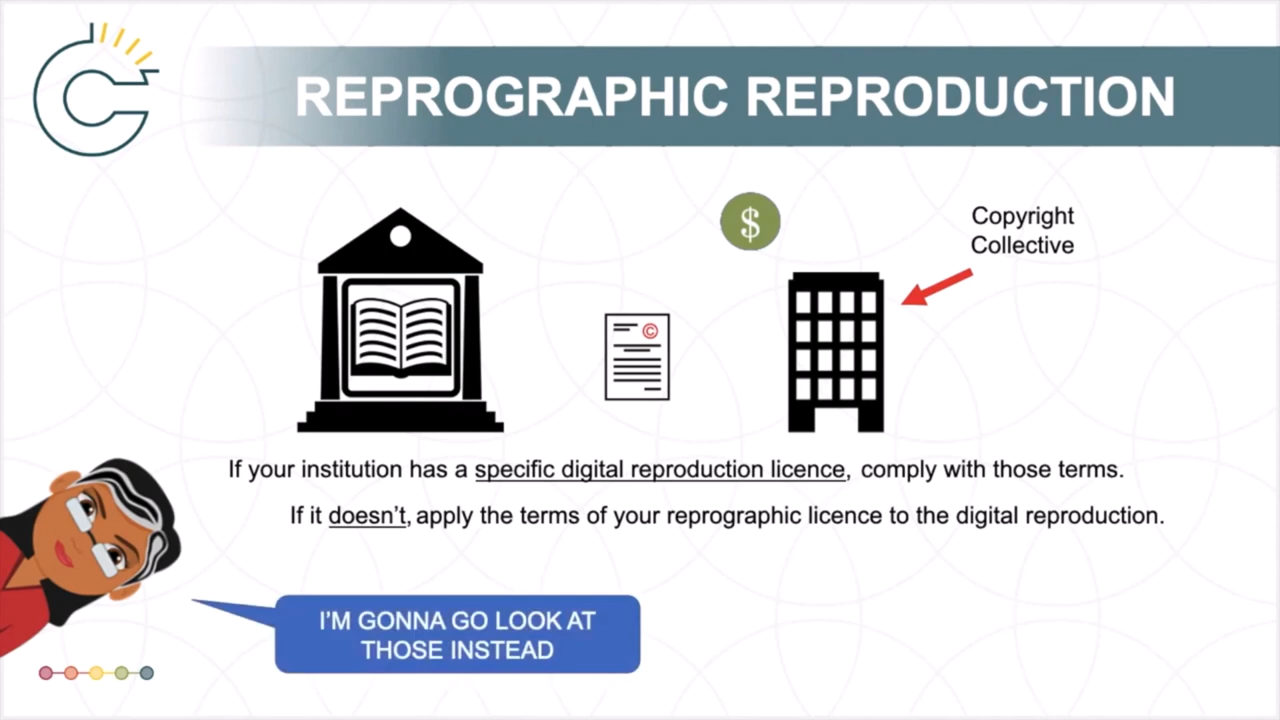 REPROGRAPHIC REPRODUCTION
$
Copyright
Collective
©
If your institution has a specific digital reproduction licence, comply with those terms.
If it doesn’t, apply the terms of your reprographic licence to the digital reproduction.
I’M GONNA GO LOOK AT
THOSE INSTEAD